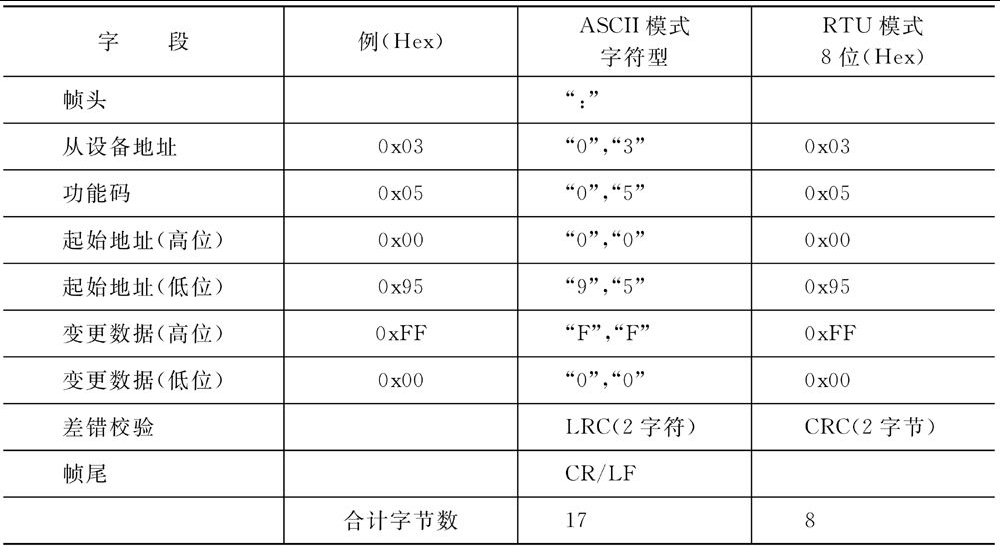 字 段 例(Hex) ASCII 模式 字符型 RTU 模式 8 位(Hex)
帧头 “:”
从设备地址 0x03 “0”,“3” 0x03
功能码 0x05 “0”,“5” 0x05
起始地址(高位) 0x00 “0”,“0” 0x00
起始地址(低位) 0x95 “9”,“5” 0x95
变更数据(高位) 0xFF “F”,“F” 0xFF
变更数据(低位) 0x00 “0”,“0” 0x00
差错校验 LRC(2 字符) CRC(2 字节)
帧尾 CR/LF
合计字节数 17 8